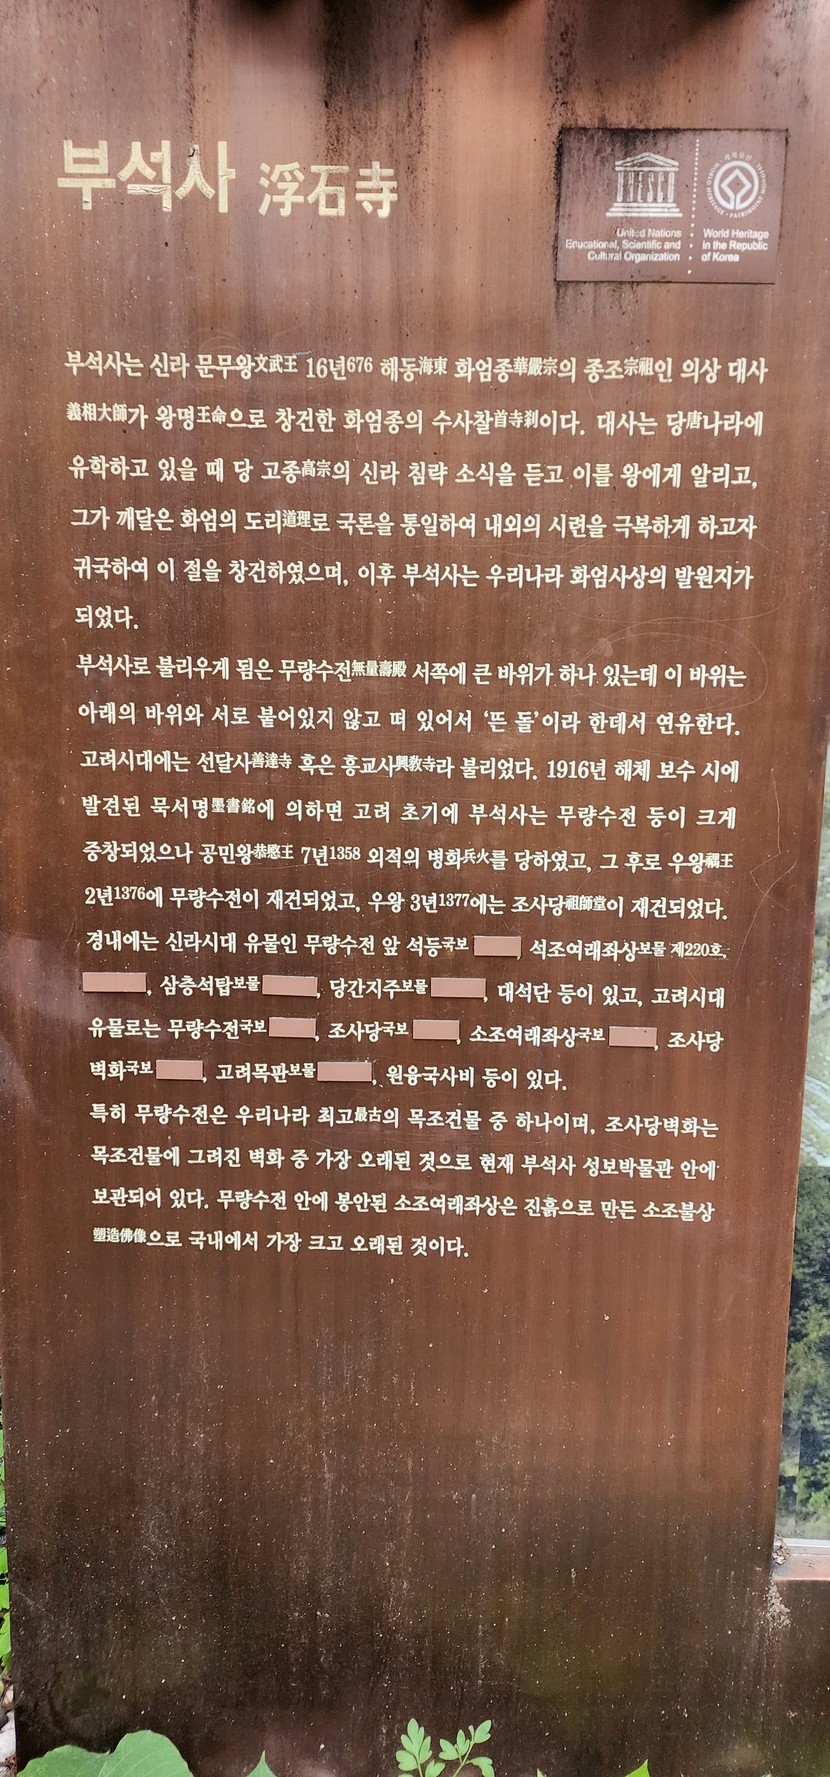 부석사 浮石寺
UNESCO
United Nations
Educational, Scientific and
Cultural Organization
World Heritage
in the Republic
of Korea
부석사는 신라 문무왕文武王 16년676 해동海東 화엄종華嚴宗의 종조宗祖인 의상 대사
義相大師가 왕명王命으로 창건한 화엄종의 수사찰首寺刹이다. 대사는 당唐나라에
유학하고 있을 때 당 고종高宗의 신라 침략 소식을 듣고 이를 왕에게 알리고,
그가 깨달은 화엄의 도리道理로 국론을 통일하여 내외의 시련을 극복하게 하고자
귀국하여 이 절을 창건하였으며, 이후 부석사는 우리나라 화엄사상의 발원지가
되었다.
부석사로 불리우게 됨은 무량수전無量壽殿 서쪽에 큰 바위가 하나 있는데 이 바위는
아래의 바위와 서로 붙어있지 않고 떠 있어서 ‘뜬 돌’이라 한데서 연유한다.
고려시대에는 선달사善達寺 혹은 흥교사興敎寺라 불리었다. 1916년 해체 보수 시에
발견된 묵서명墨書銘에 의하면 고려 초기에 부석사는 무량수전 등이 크게
중창되었으나 공민왕恭愍王 7년1358 외적의 병화兵火를 당하였고, 그 후로 우왕禑王
2년1376에 무량수전이 재건되었고, 우왕 3년1377에는 조사당祖師堂이 재건되었다.
경내에는 신라시대 유물인 무량수전 앞 석등국보 , 석조여래좌상보물 제220호,
, 삼층석탑보물 , 당간지주보물 , 대석단 등이 있고, 고려시대
유물로는 무량수전국보 , 조사당국보 , 소조여래좌상국보 , 조사당
벽화국보 , 고려목판보물 , 원융국사비 등이 있다.
특히 무량수전은 우리나라 최고最古의 목조건물 중 하나이며, 조사당벽화는
목조건물에 그려진 벽화 중 가장 오래된 것으로 현재 부석사 성보박물관 안에
보관되어 있다. 무량수전 안에 봉안된 소조여래좌상은 진흙으로 만든 소조불상
塑造佛像으로 국내에서 가장 크고 오래된 것이다.